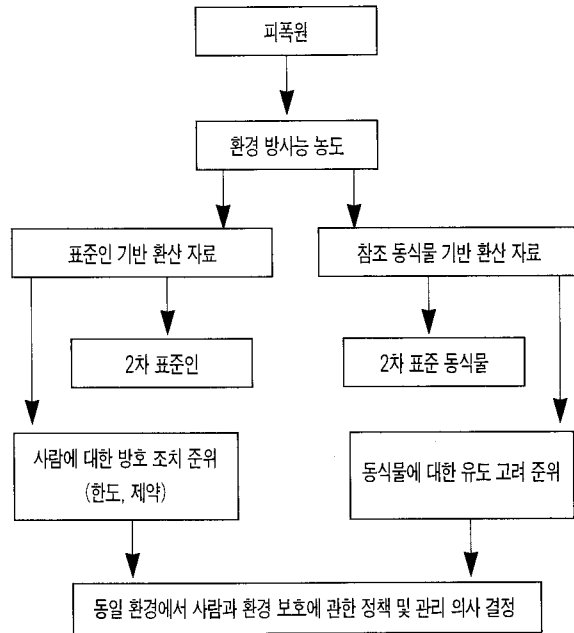 피폭원
환경 방사능 농도
표준인 기반 환산 자료
참조 동식물 기반 환산 자료
2차 표준인
2차 표준 동식물
사람에 대한 방호 조치 준위
(한도, 제약)
동식물에 대한 유도 고려 준위
동일 환경에서 사람과 환경 보호에 관한 정책 및 관리 의사 결정